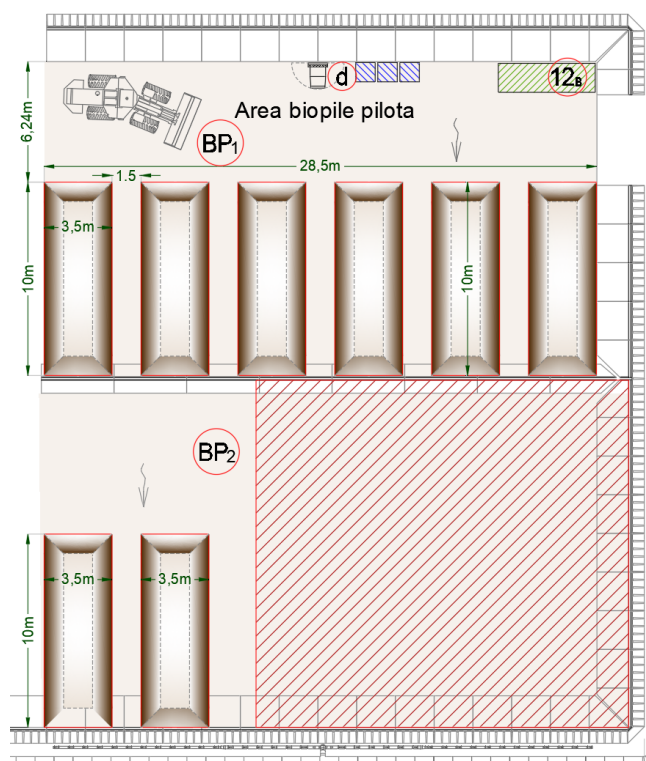 d
12B
Area biopile pilota
6,24m
BP1
28,5m
1.5
3,5m
10m
10m
BP2
3,5m
3,5m
10m